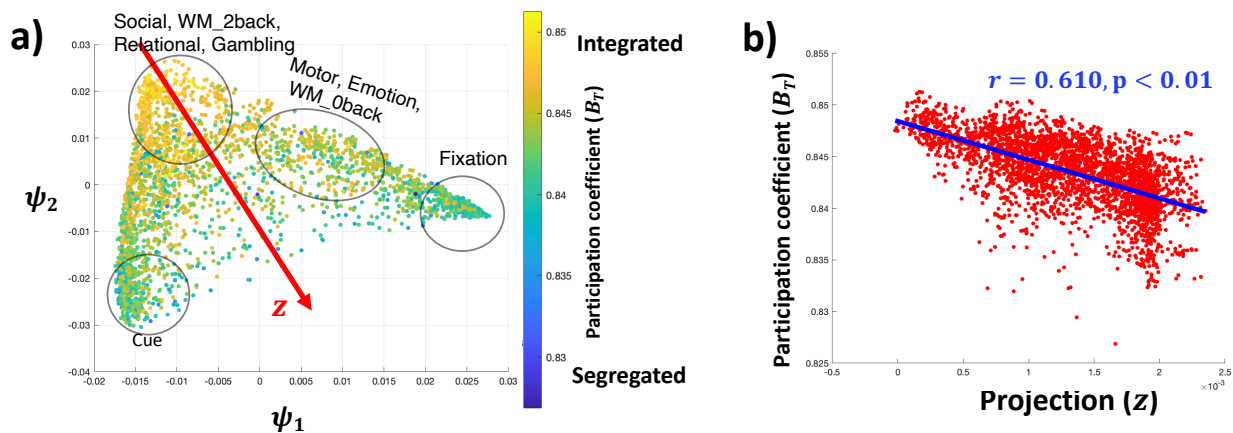 a)
Social, WM_2back,
Relational, Gambling
Motor, Emotion,
WM_0back
Fixation
Cue
z
0.03
0.02
0.01
0
-0.01
-0.02
-0.03
-0.04
ψ₂
-0.02
-0.015
-0.01
-0.005
0
0.005
0.01
0.015
0.02
0.025
0.03
ψ₁
Integrated
Segregated
0.85
0.845
0.84
0.835
0.83
Participation coefficient (B_T)
b)
r = 0.610, p < 0.01
Participation coefficient (B_T)
0.855
0.85
0.845
0.84
0.835
0.83
0.825
-0.5
0
0.5
1
1.5
2
2.5
×10⁻³
Projection (z)